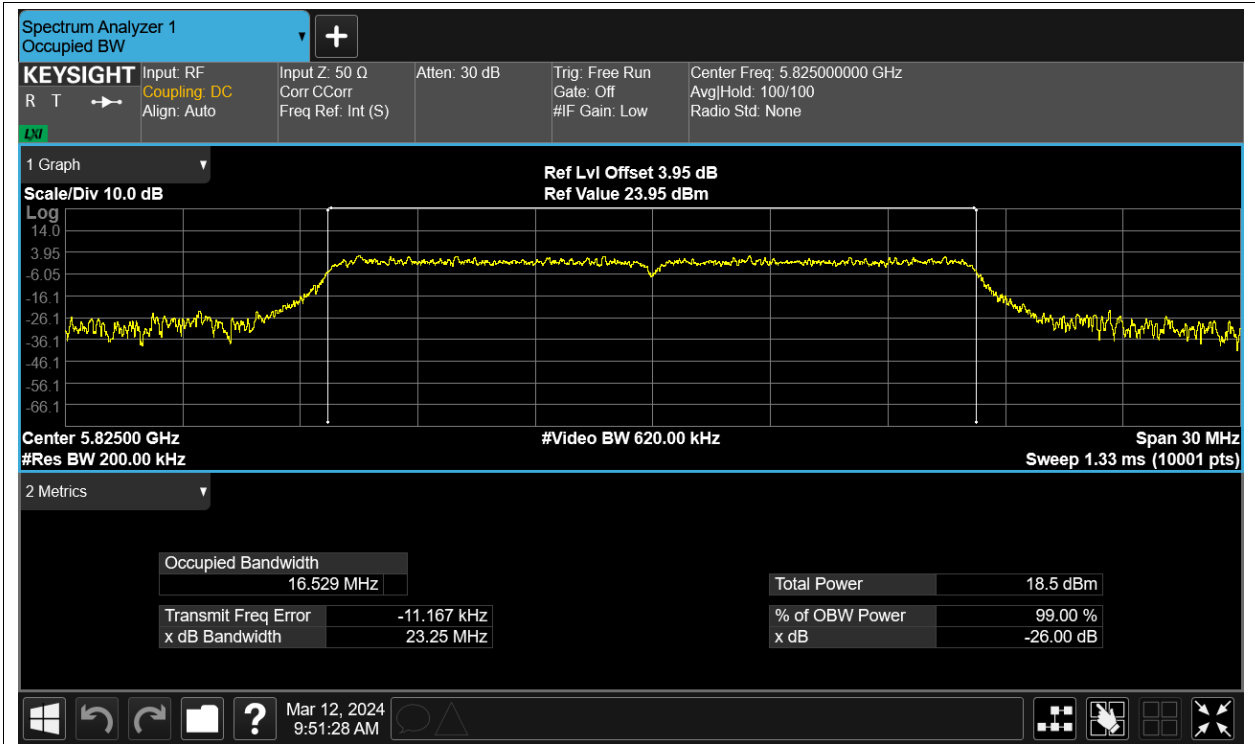 Spectrum Analyzer 1
Occupied BW
KEYSIGHT
R T
LXI
Input: RF
Coupling: DC
Align: Auto
Input Z: 50 Ω
Corr CCorr
Freq Ref: Int (S)
Atten: 30 dB
Trig: Free Run
Gate: Off
#IF Gain: Low
Center Freq: 5.825000000 GHz
Avg|Hold: 100/100
Radio Std: None
1 Graph
Scale/Div 10.0 dB
Ref Lvl Offset 3.95 dB
Ref Value 23.95 dBm
Log
14.0
3.95
-6.05
-16.1
-26.1
-36.1
-46.1
-56.1
-66.1
Center 5.82500 GHz
#Res BW 200.00 kHz
#Video BW 620.00 kHz
Span 30 MHz
Sweep 1.33 ms (10001 pts)
2 Metrics
Occupied Bandwidth
16.529 MHz
Transmit Freq Error -11.167 kHz
x dB Bandwidth 23.25 MHz
Total Power 18.5 dBm
% of OBW Power 99.00 %
x dB -26.00 dB
?
Mar 12, 2024
9:51:28 AM